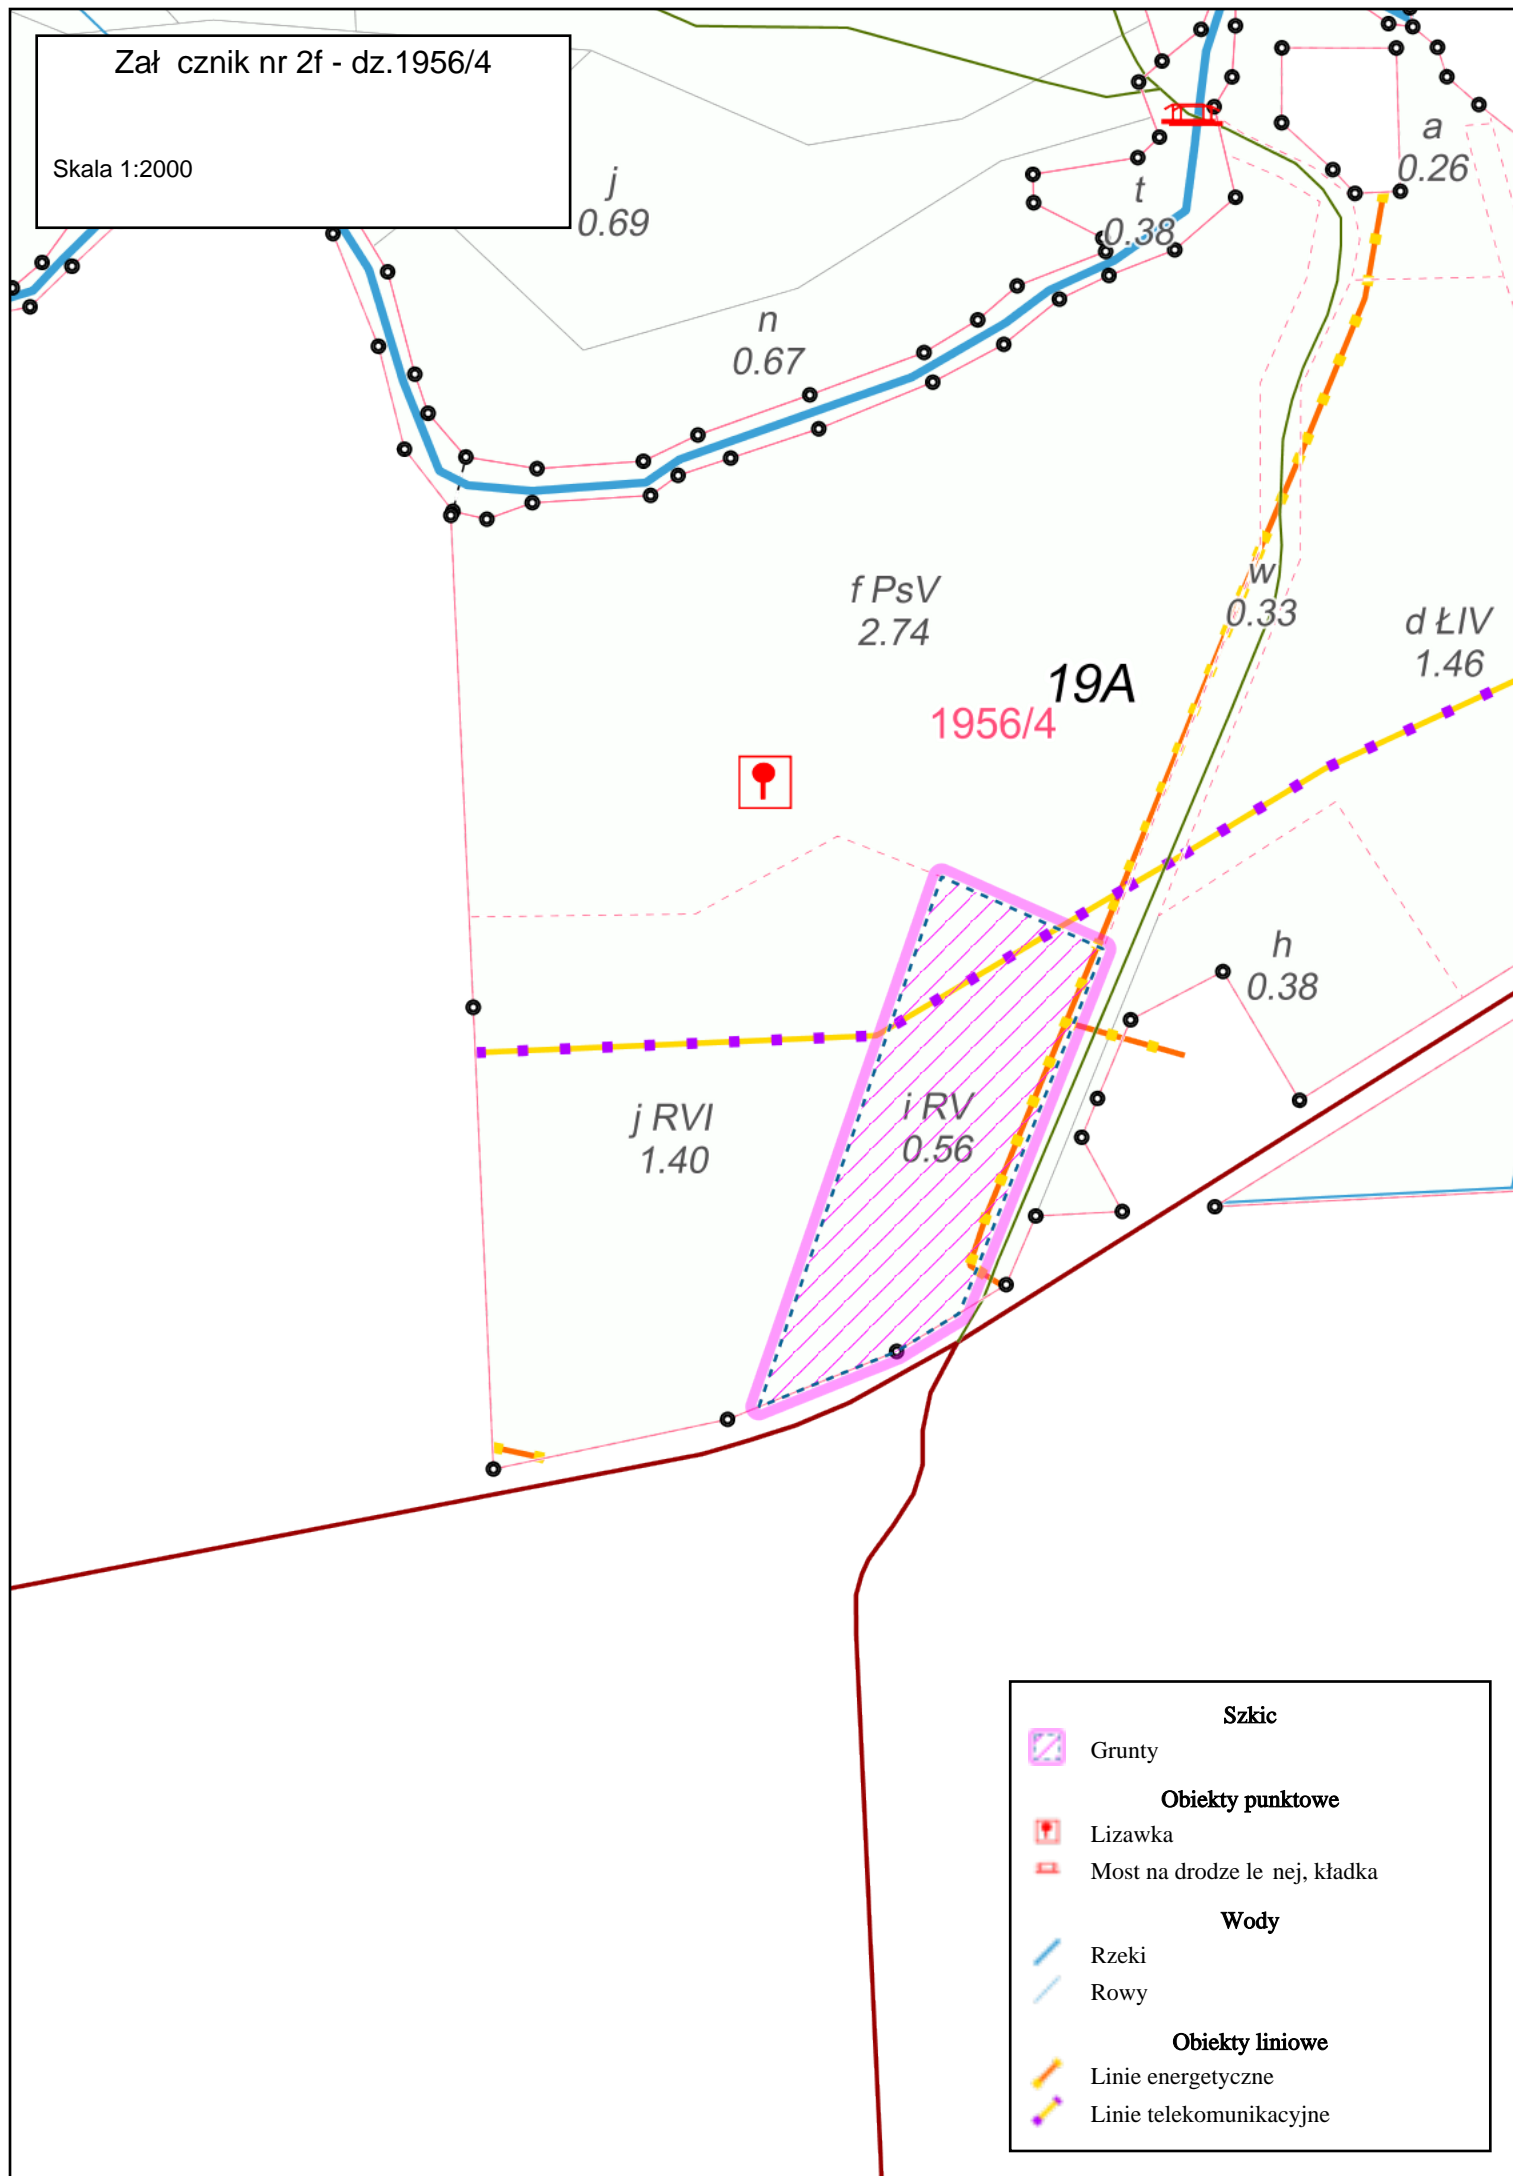 Zał cznik nr 2f - dz.1956/4
Skala 1:2000
j
0.69
a
0.26
t
0.38
n
0.67
f PsV
2.74
w
0.33
d ŁIV
1.46
19A
1956/4
h
0.38
j RVI
1.40
i RV
0.56
Szkic
Grunty
Obiekty punktowe
Lizawka
Most na drodze le nej, kładka
Wody
Rzeki
Rowy
Obiekty liniowe
Linie energetyczne
Linie telekomunikacyjne